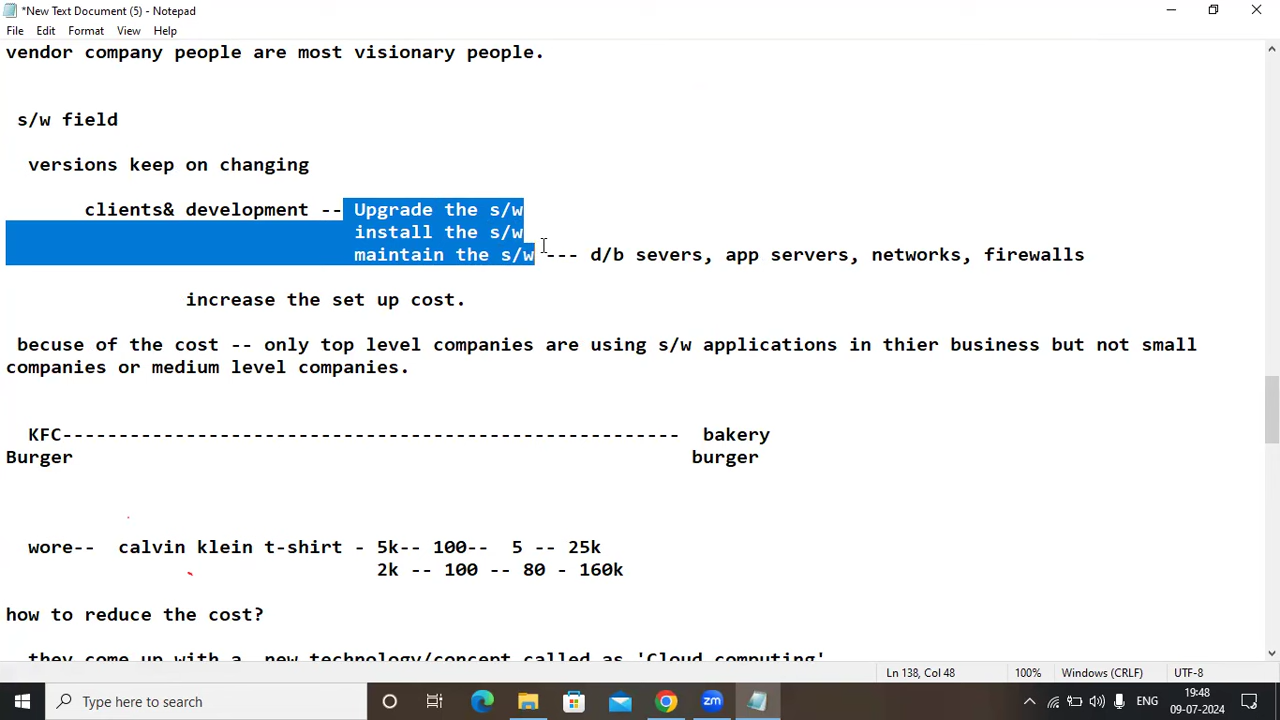 *New Text Document (5) - Notepad
File Edit Format View Help
vendor company people are most visionary people.
s/w field
versions keep on changing
clients& development -- Upgrade the s/w
install the s/w
maintain the s/w --- d/b severs, app servers, networks, firewalls
increase the set up cost.
becuse of the cost -- only top level companies are using s/w applications in thier business but not small
companies or medium level companies.
KFC------------------------------------------------------- bakery
Burger burger
wore-- calvin klein t-shirt - 5k-- 100-- 5 -- 25k
2k -- 100 -- 80 - 160k
how to reduce the cost?
they come up with a new technology/concept called as 'Cloud computing'
Ln 138, Col 48 100% Windows (CRLF) UTF-8
Type here to search
zm
ENG
19:48
09-07-2024